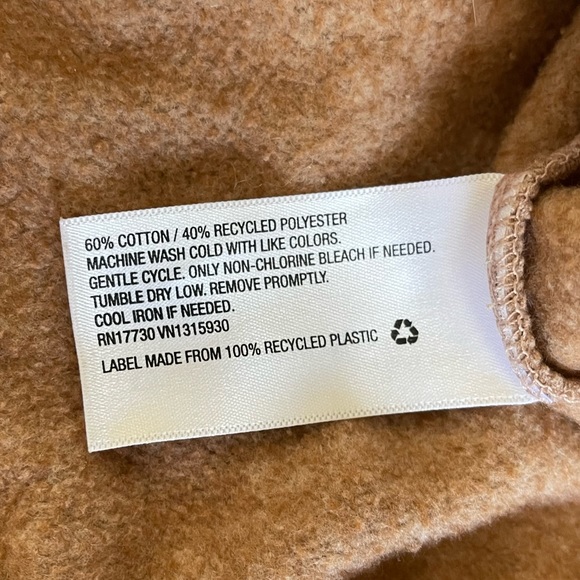 60% COTTON / 40% RECYCLED POLYESTER
MACHINE WASH COLD WITH LIKE COLORS.
GENTLE CYCLE. ONLY NON-CHLORINE BLEACH IF NEEDED.
TUMBLE DRY LOW. REMOVE PROMPTLY.
COOL IRON IF NEEDED.
RN17730 VN1315930
LABEL MADE FROM 100% RECYCLED PLASTIC